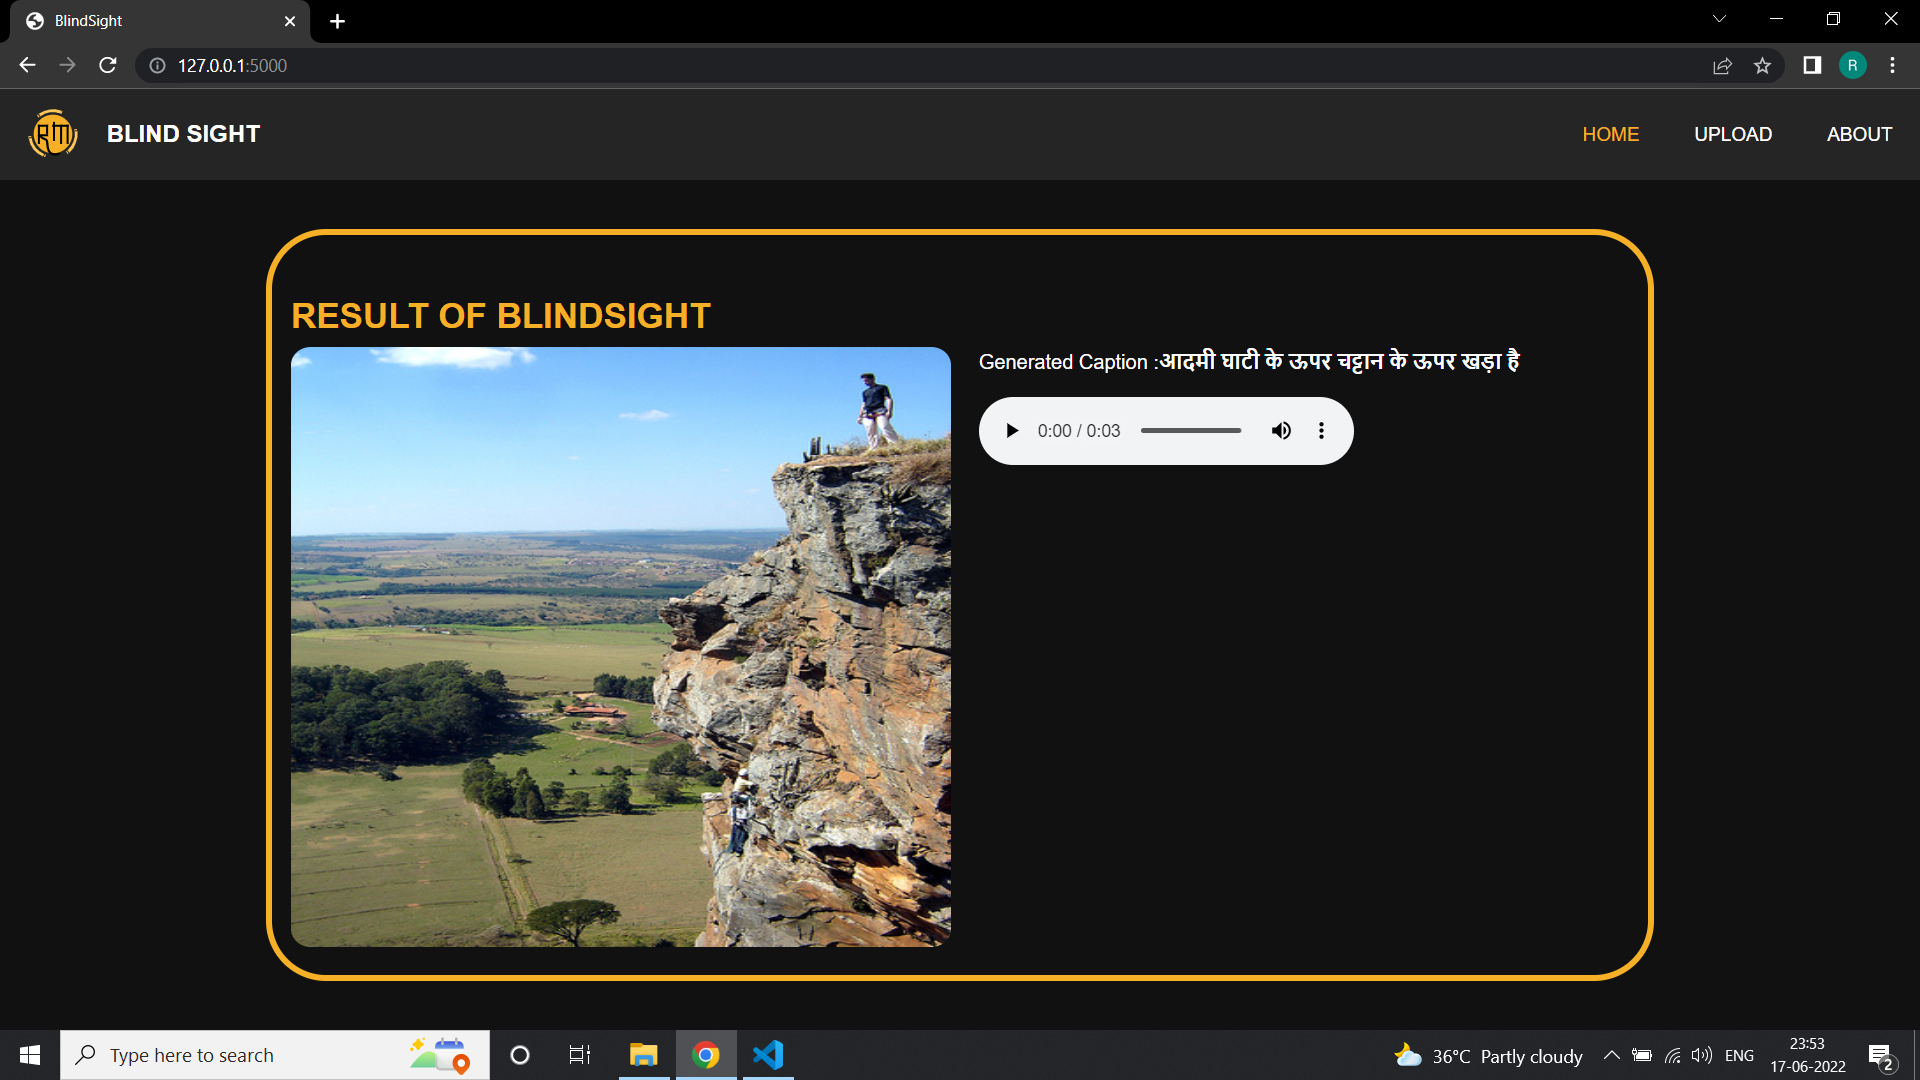 BlindSight
127.0.0.1:5000
R
RM
BLIND SIGHT
HOME
UPLOAD
ABOUT
RESULT OF BLINDSIGHT
Generated Caption :आदमी घाटी के ऊपर चट्टान के ऊपर खड़ा है
0:00 / 0:03
Type here to search
36°C Partly cloudy
ENG
23:53
17-06-2022
2